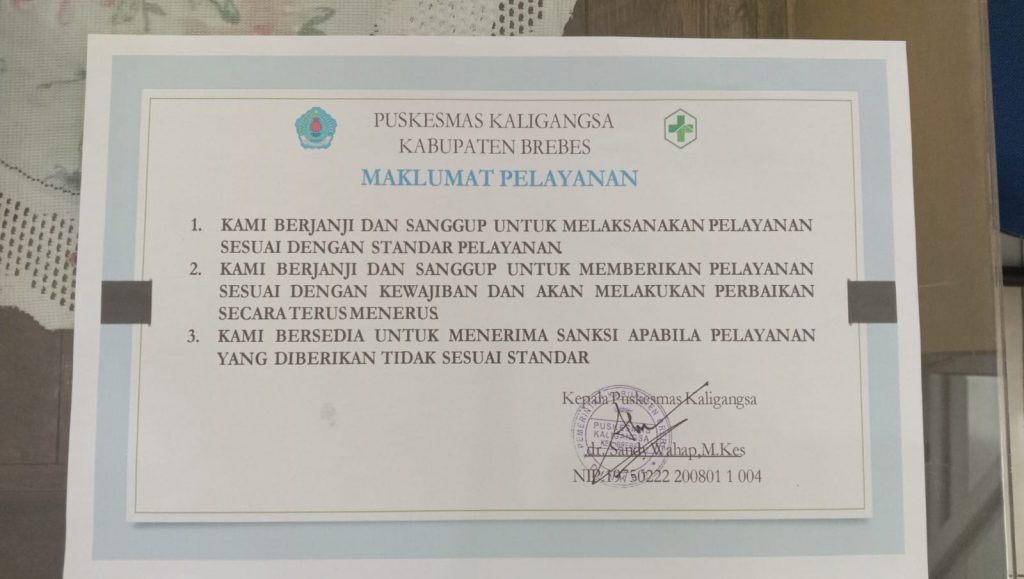 PUSKESMAS KALIGANGSA
KABUPATEN BREBES
MAKLUMAT PELAYANAN
1. KAMI BERJANJI DAN SANGGUP UNTUK MELAKSANAKAN PELAYANAN
SESUAI DENGAN STANDAR PELAYANAN.
2. KAMI BERJANJI DAN SANGGUP UNTUK MEMBERIKAN PELAYANAN
SESUAI DENGAN KEWAJIBAN DAN AKAN MELAKUKAN PERBAIKAN
SECARA TERUS MENERUS.
3. KAMI BERSEDIA UNTUK MENERIMA SANKSI APABILA PELAYANAN
YANG DIBERIKAN TIDAK SESUAI STANDAR
Kepala Puskesmas Kaligangsa
PUSKESMAS
KALIGANGSA
dr. Sandy Wahap,M.Kes
NIP.19750222 200801 1 004